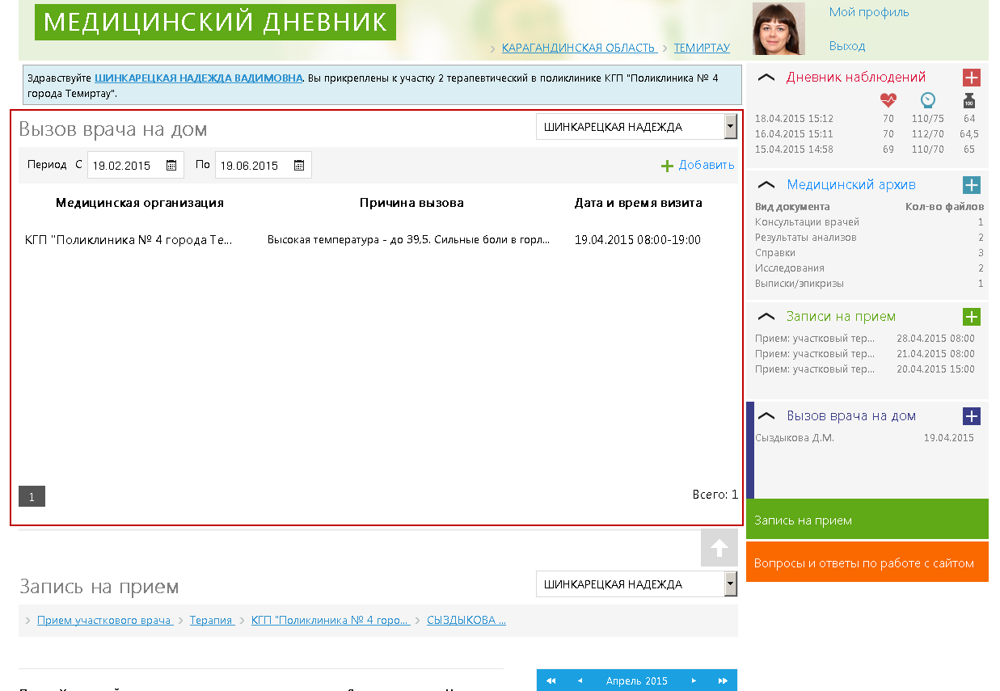 МЕДИЦИНСКИЙ ДНЕВНИК
КАРАГАНДИНСКАЯ ОБЛАСТЬ > ТЕМИРТАУ
Мой профиль
Выход
Здравствуйте ШИНКАРЕЦКАЯ НАДЕЖДА ВАДИМОВНА. Вы прикреплены к участку 2 терапевтический в поликлинике КГП "Поликлиника № 4
города Темиртау".
Вызов врача на дом
ШИНКАРЕЦКАЯ НАДЕЖДА
Период С 19.02.2015 По 19.06.2015
Добавить
Медицинская организация Причина вызова Дата и время визита
КГП "Поликлиника № 4 города Те... Высокая температура - до 39,5. Сильные боли в горл... 19.04.2015 08:00-19:00
1
Всего: 1
Запись на прием
ШИНКАРЕЦКАЯ НАДЕЖДА
> Прием участкового врача > Терапия > КГП "Поликлиника № 4 горо... > СЫЗДЫКОВА ...
Апрель 2015
Дневник наблюдений
100
18.04.2015 15:12 70 110/75 64
16.04.2015 15:11 70 112/70 64,5
15.04.2015 14:58 69 110/70 65
Медицинский архив
Вид документа Кол-во файлов
Консультации врачей 1
Результаты анализов 2
Справки 3
Исследования 2
Выписки/эпикризы 1
Записи на прием
Прием: участковый тер... 28.04.2015 08:00
Прием: участковый тер... 21.04.2015 08:00
Прием: участковый тер... 20.04.2015 15:00
Вызов врача на дом
Сыздыкова Д.М. 19.04.2015
Запись на прием
Вопросы и ответы по работе с сайтом